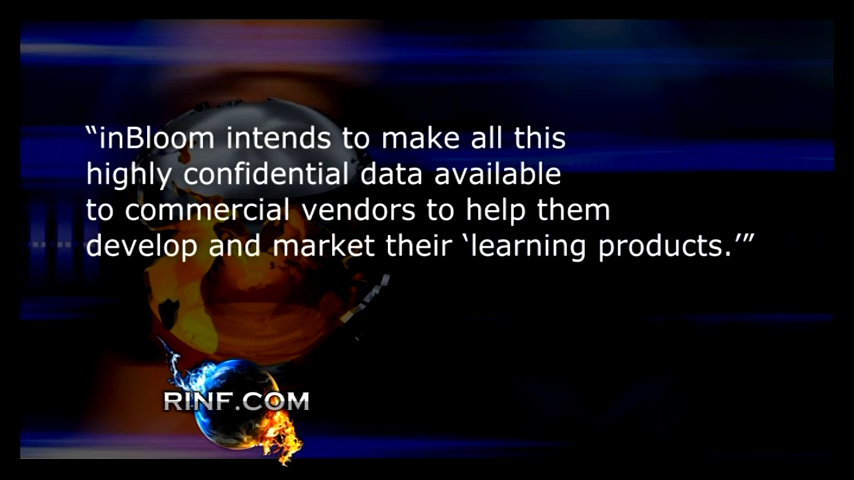 “inBloom intends to make all this
highly confidential data available
to commercial vendors to help them
develop and market their ‘learning products.’”
RINF.COM